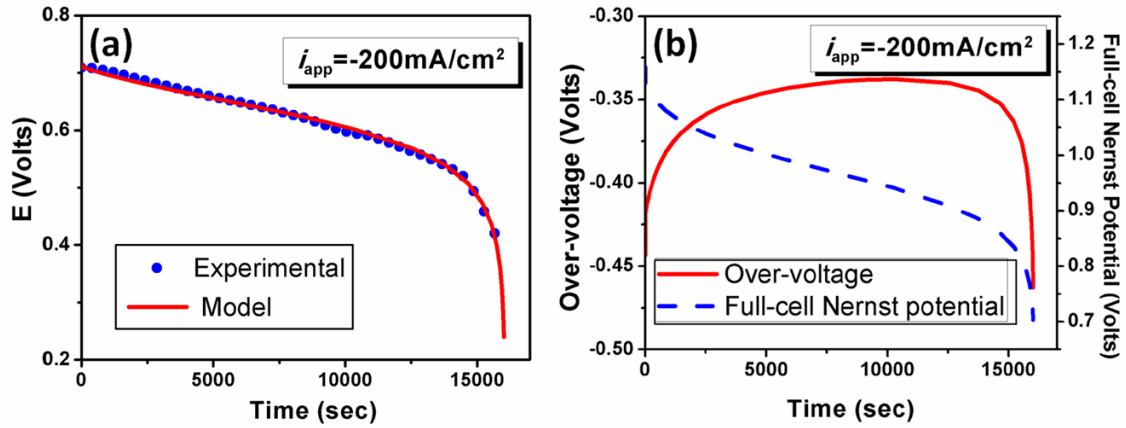 (a)
i_app=-200mA/cm²
0.8
0.6
0.4
0.2
E (Volts)
Experimental
Model
0
5000
10000
15000
Time (sec)
(b)
i_app=-200mA/cm²
-0.30
-0.35
-0.40
-0.45
-0.50
Over-voltage (Volts)
Over-voltage
Full-cell Nernst potential
0
5000
10000
15000
Time (sec)
1.2
1.1
1.0
0.9
0.8
0.7
Full-cell Nernst Potential (Volts)